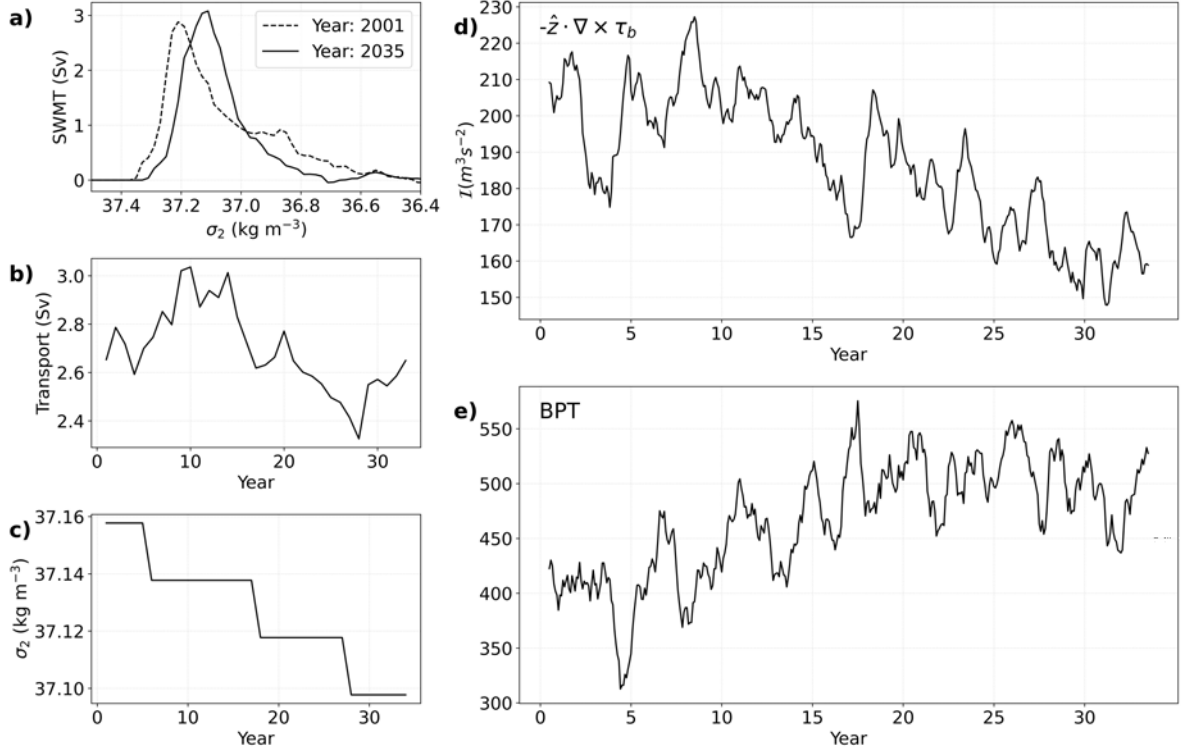 a)
SWMT (Sv)
3
2
1
0
Year: 2001
Year: 2035
37.4 37.2 37.0 36.8 36.6 36.4
σ₂ (kg m⁻³)
b)
Transport (Sv)
3.0
2.8
2.6
2.4
0 10 20 30
Year
c)
σ₂ (kg m⁻³)
37.16
37.14
37.12
37.10
0 10 20 30
Year
d)
-ẑ · ∇ × τ_b
ℐ(m³s⁻²)
230
220
210
200
190
180
170
160
150
0 5 10 15 20 25 30
Year
e)
BPT
550
500
450
400
350
300
0 5 10 15 20 25 30
Year